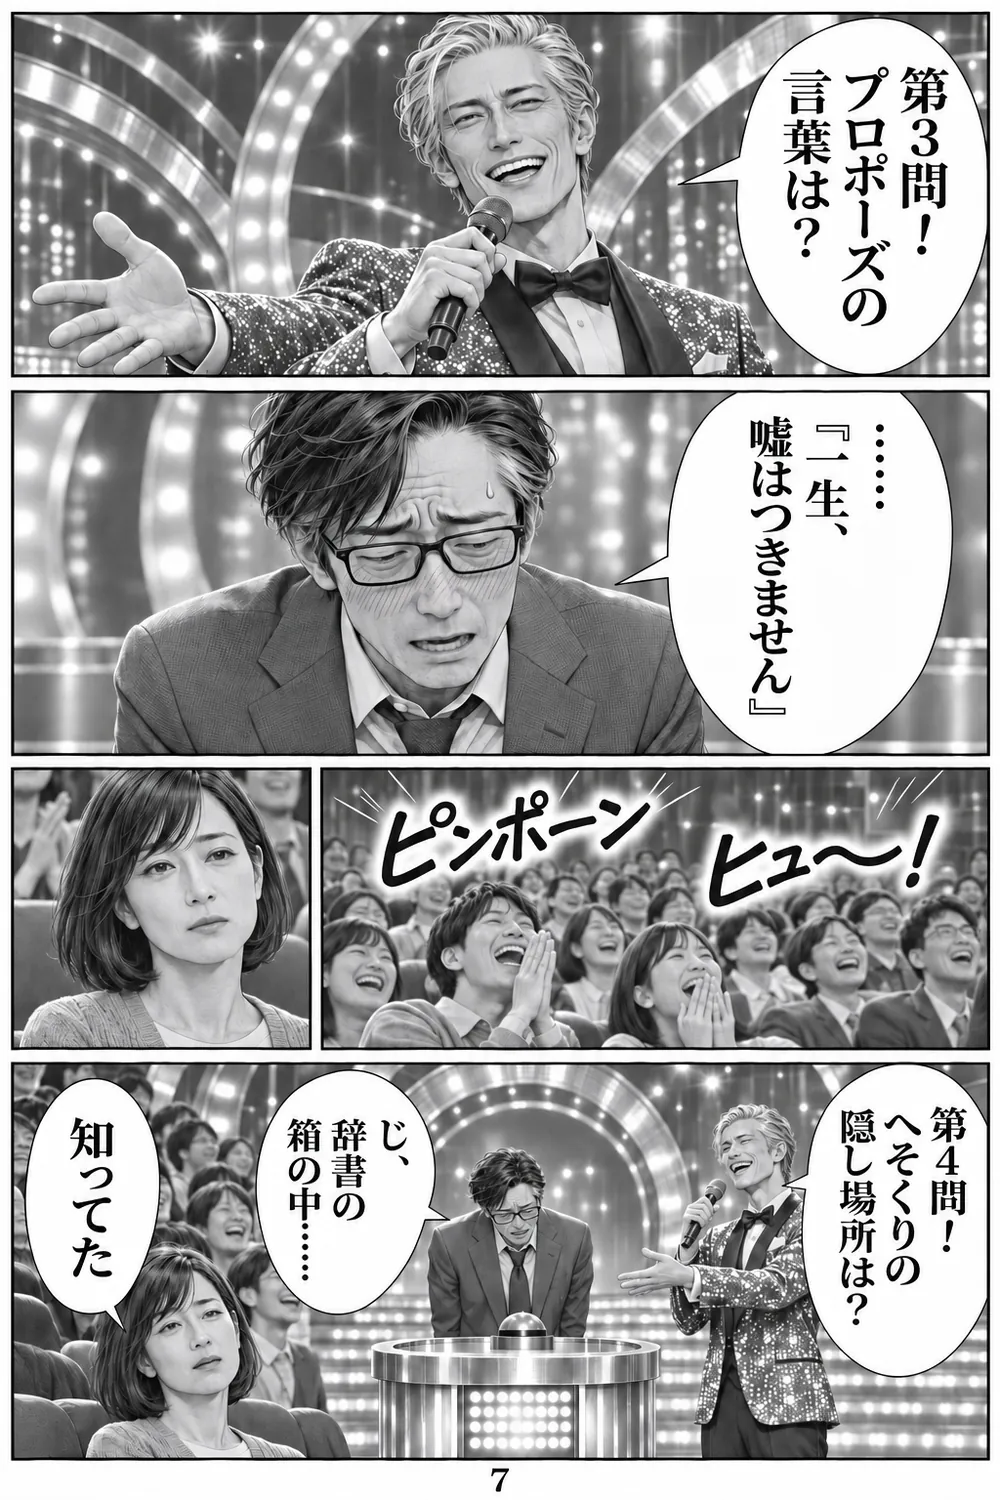 第3問！
プロポーズの
言葉は？
……
『一生、
嘘はつきません』
ピンポーン
ヒュ〜！
第4問！
へそくりの
隠し場所は？
じ、
辞書の
箱の中……
知ってた
7